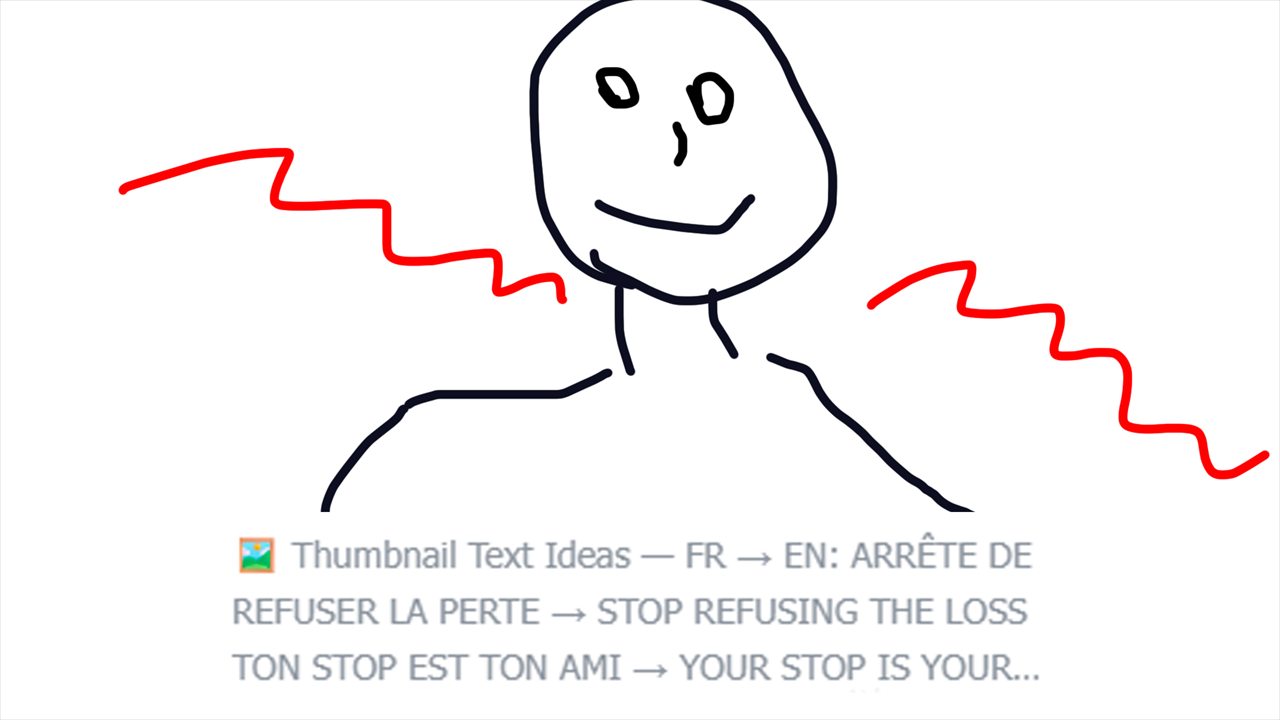 🖼️ Thumbnail Text Ideas — FR → EN: ARRÊTE DE
REFUSER LA PERTE → STOP REFUSING THE LOSS
TON STOP EST TON AMI → YOUR STOP IS YOUR...